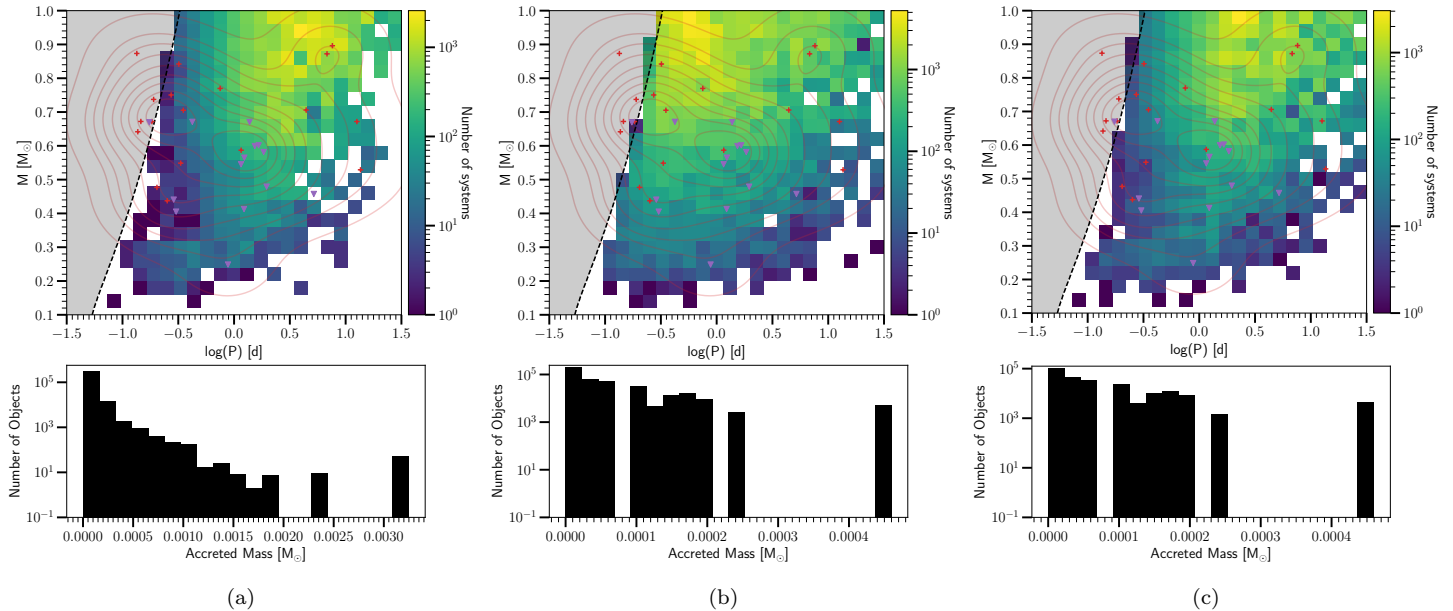 0.1
0.2
0.3
0.4
0.5
0.6
0.7
0.8
0.9
M [M⊙]
−1.5 −1.0 −0.5 0.0 0.5 1.0 1.5
log(P) [d]
10⁰
10¹
10²
10³
Number of systems
0.1
0.2
0.3
0.4
0.5
0.6
0.7
0.8
0.9
M [M⊙]
−1.5 −1.0 −0.5 0.0 0.5 1.0 1.5
log(P) [d]
10⁰
10¹
10²
10³
Number of systems
0.1
0.2
0.3
0.4
0.5
0.6
0.7
0.8
0.9
M [M⊙]
−1.5 −1.0 −0.5 0.0 0.5 1.0 1.5
log(P) [d]
10⁰
10¹
10²
10³
Number of systems
10⁵
10³
10¹
10⁻¹
Number of Objects
0.0000 0.0005 0.0010 0.0015 0.0020 0.0025 0.0030
Accreted Mass [M⊙]
(a)
10⁵
10³
10¹
10⁻¹
Number of Objects
0.0000 0.0001 0.0002 0.0003 0.0004
Accreted Mass [M⊙]
(b)
10⁵
10³
10¹
10⁻¹
Number of Objects
0.0000 0.0001 0.0002 0.0003 0.0004
Accreted Mass [M⊙]
(c)